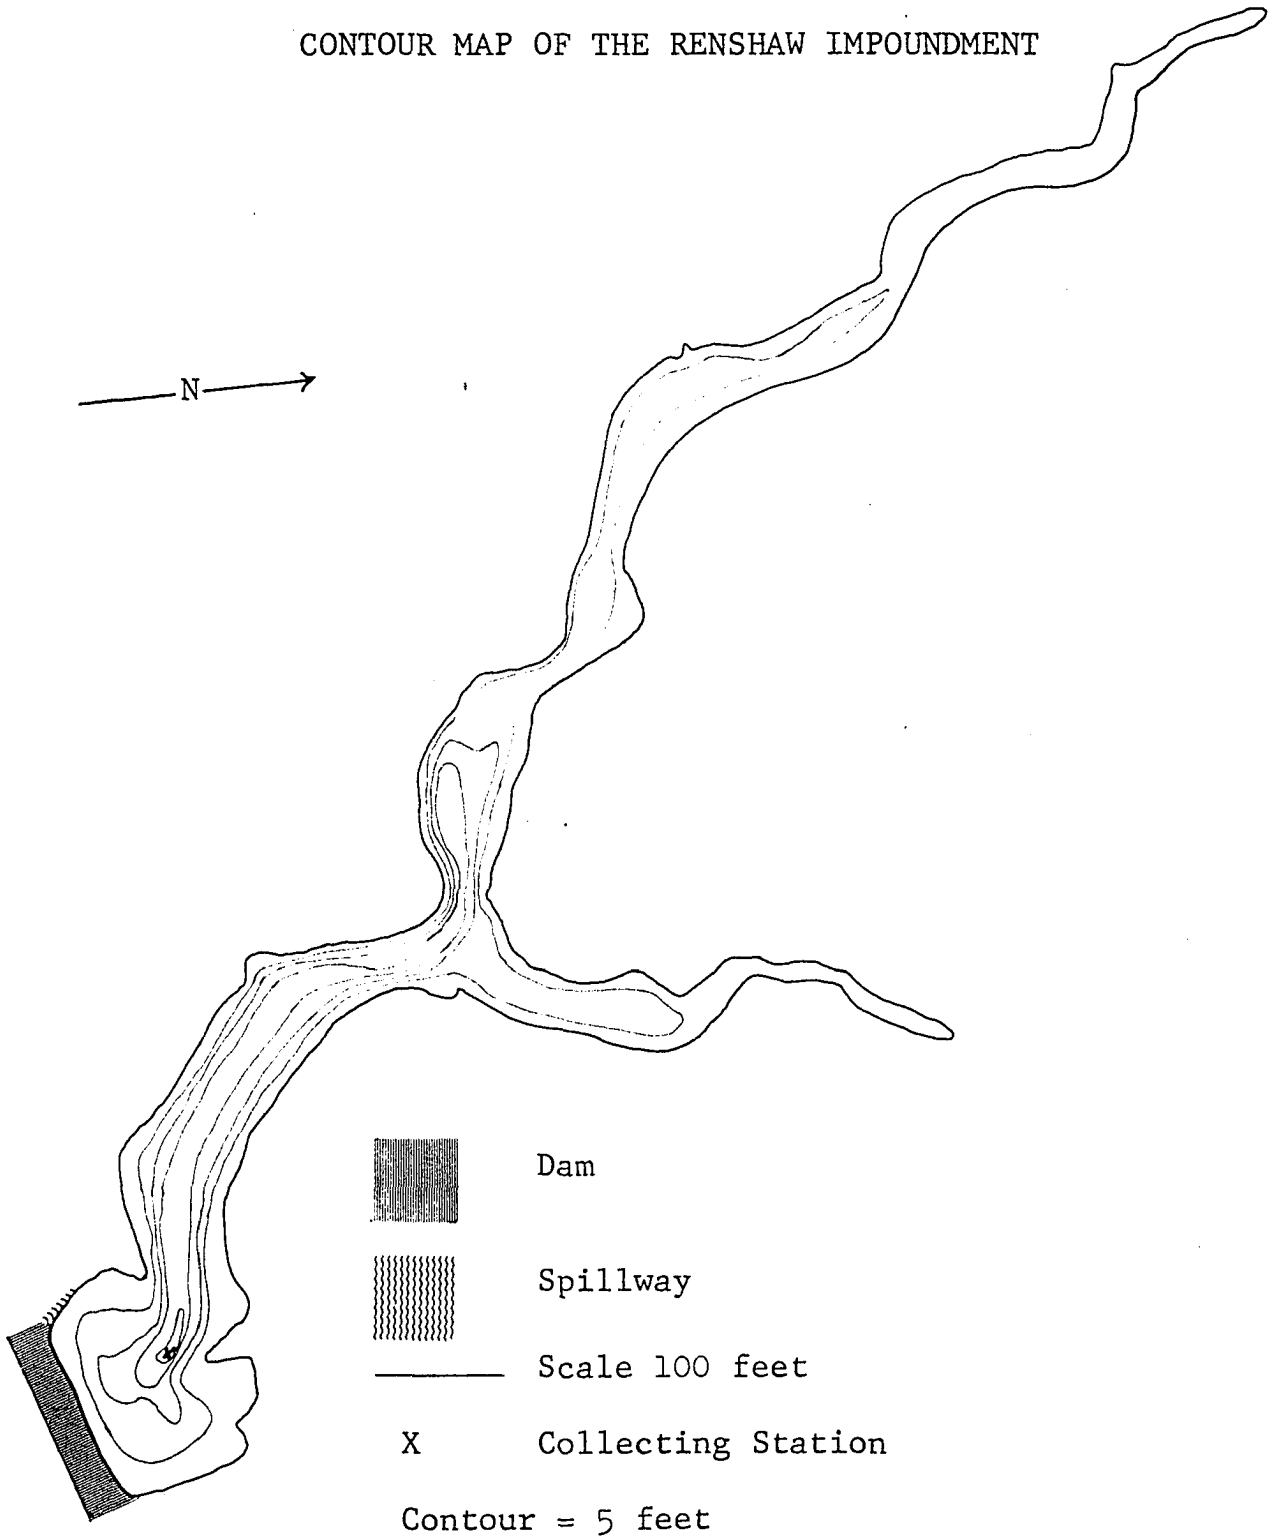 CONTOUR MAP OF THE RENSHAW IMPOUNDMENT
N
Dam
Spillway
Scale 100 feet
X Collecting Station
Contour = 5 feet